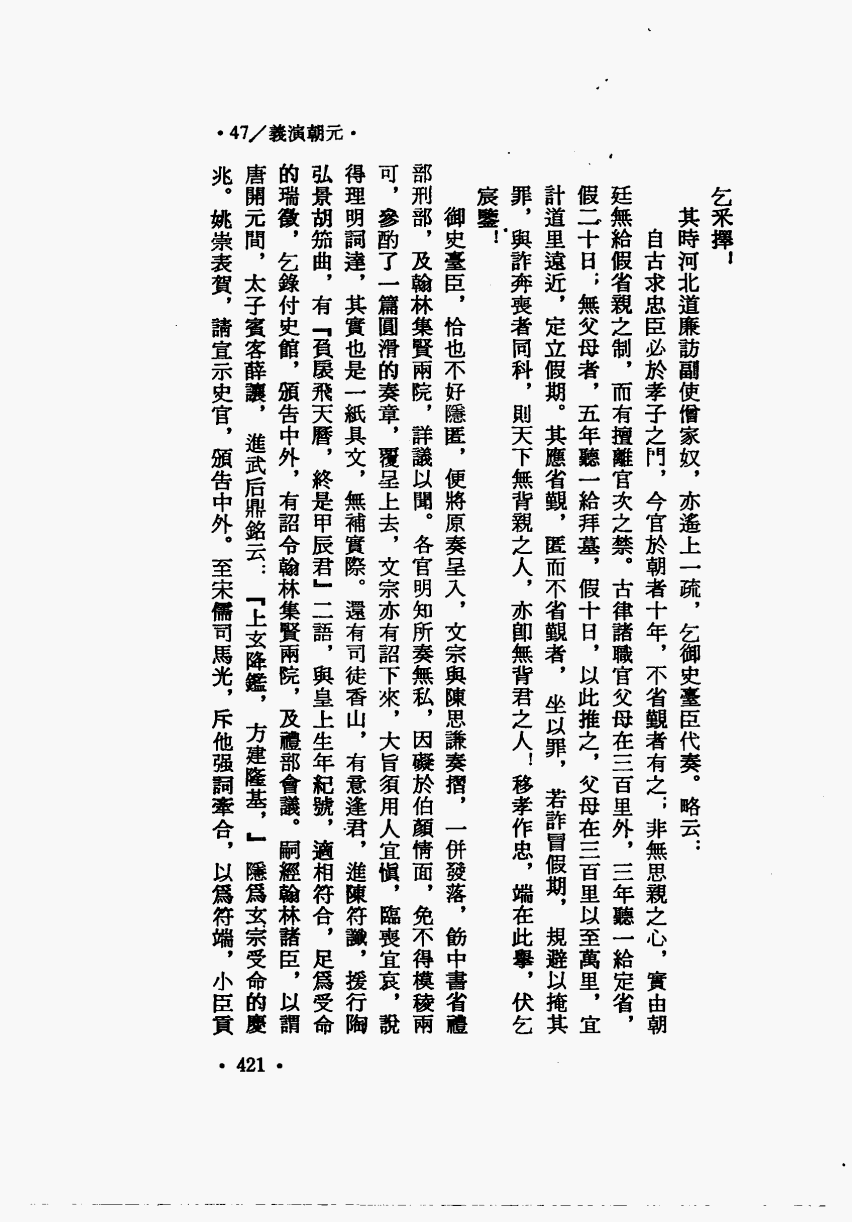 •47／義演朝元•
乞采擇！
其時河北道廉訪副使僧家奴，亦遙上一疏，乞御史臺臣代奏。略云：
自古求忠臣必於孝子之門，今官於朝者十年，不省覲者有之；非無思親之心，實由朝
廷無給假省親之制，而有擅離官次之禁。古律諸職官父母在三百里外，三年聽一給定省，
假二十日；無父母者，五年聽一給拜墓，假十日，以此推之，父母在三百里以至萬里，宜
計道里遠近，定立假期。其應省覲，匿而不省覲者，坐以罪，若詐冒假期，規避以掩其
罪，與詐奔喪者同科，則天下無背親之人，亦卽無背君之人！移孝作忠，端在此擧，伏乞
宸鑒！
御史臺臣，恰也不好隱匿，便將原奏呈入，文宗與陳思謙奏摺，一併發落，飭中書省禮
部刑部，及翰林集賢兩院，詳議以聞。各官明知所奏無私，因礙於伯顏情面，免不得模稜兩
可，參酌了一篇圓滑的奏章，覆呈上去，文宗亦有詔下來，大旨須用人宜愼，臨喪宜哀，說
得理明詞達，其實也是一紙具文，無補實際。還有司徒香山，有意逢君，進陳符讖，援行陶
弘景胡笳曲，有『負扆飛天曆，終是甲辰君』二語，與皇上生年紀號，適相符合，足爲受命
的瑞徵，乞錄付史館，頒告中外，有詔令翰林集賢兩院，及禮部會議。嗣經翰林諸臣，以謂
唐開元間，太子賓客薛讓，進武后鼎銘云：『上玄降鑑，方建隆基，』隱爲玄宗受命的慶
兆。姚崇表賀，請宣示史官，頒告中外。至宋儒司馬光，斥他强詞牽合，以爲符端，小臣貢
•421•